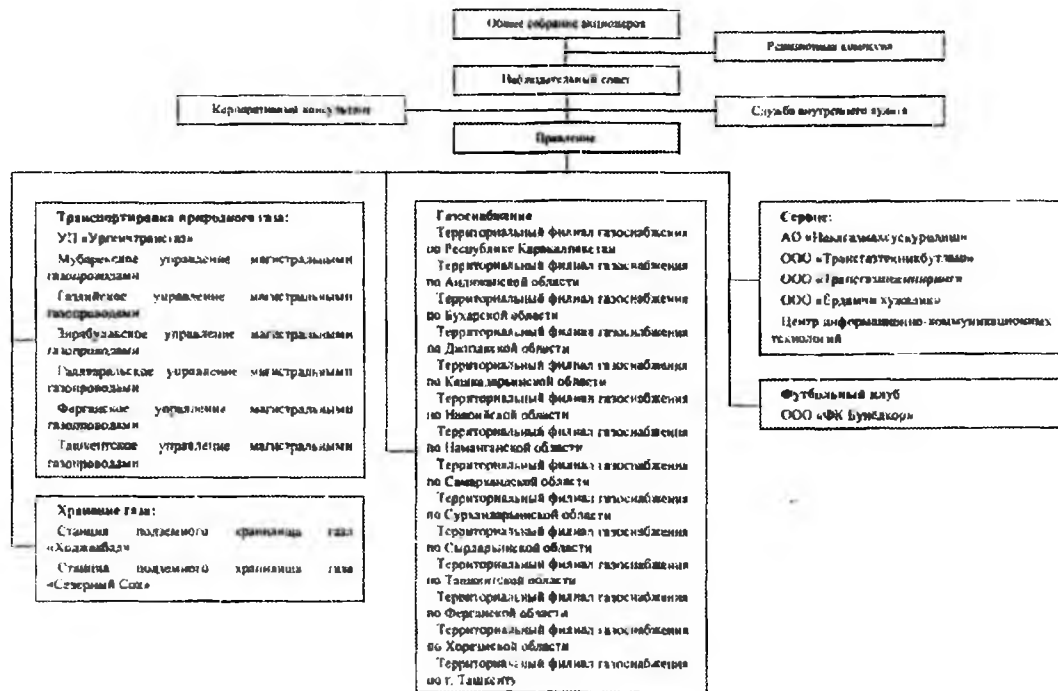 Общее собрание акционеров
Ревизионная комиссия
Наблюдательный совет
Корпоративный консультант
Служба внутреннего аудита
Правление
Транспортировка природного газа:
УП «Ургенчтрансгаз»
Мубарекское управление магистральными
газопроводами
Газлийское управление магистральными
газопроводами
Зирабулакское управление магистральными
газопроводами
Галляаральское управление магистральными
газопроводами
Ферганское управление магистральными
газопроводами
Ташкентское управление магистральными
газопроводами
Хранение газа:
Станция подземного хранилища газа
«Ходжаабад»
Станция подземного хранилища газа
«Северный Сох»
Газоснабжение
Территориальный филиал газоснабжения
по Республике Каракалпакстан
Территориальный филиал газоснабжения
по Андижанской области
Территориальный филиал газоснабжения
по Бухарской области
Территориальный филиал газоснабжения
по Джизакской области
Территориальный филиал газоснабжения
по Кашкадарьинской области
Территориальный филиал газоснабжения
по Навоийской области
Территориальный филиал газоснабжения
по Наманганской области
Территориальный филиал газоснабжения
по Самаркандской области
Территориальный филиал газоснабжения
по Сурхандарьинской области
Территориальный филиал газоснабжения
по Сырдарьинской области
Территориальный филиал газоснабжения
по Ташкентской области
Территориальный филиал газоснабжения
по Ферганской области
Территориальный филиал газоснабжения
по Хорезмской области
Территориальный филиал газоснабжения
по г. Ташкенту
Сервис:
АО
ООО «Трансгазтехникбутлаш»
ООО «Трансгазинжиниринг»
ООО «Ёрдамчи хужалик»
Центр информационно-коммуникационных
технологий
Футбольный клуб
ООО «ФК Бунёдкор»